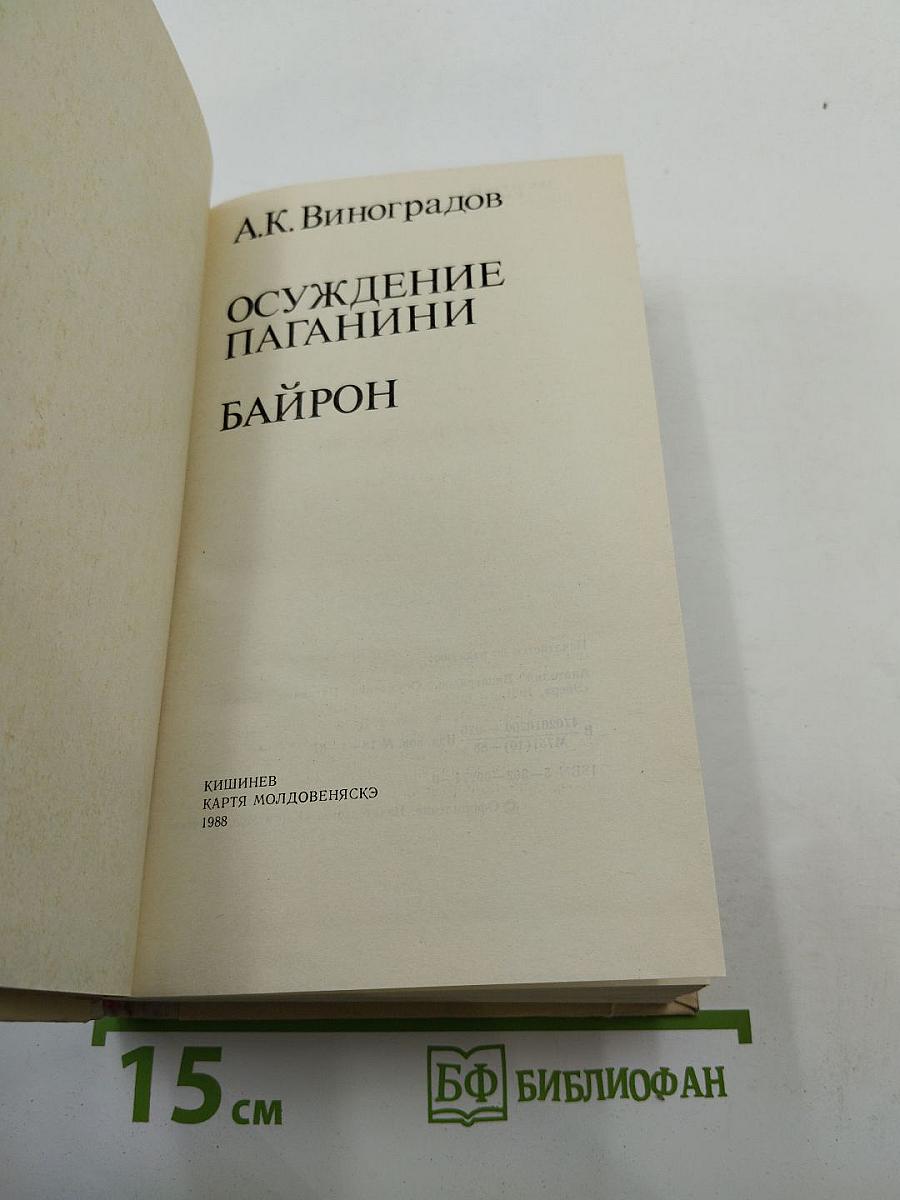 А.К. Виноградов
ОСУЖДЕНИЕ
ПАГАНИНИ
БАЙРОН
КИШИНЕВ
КАРТЯ МОЛДОВЕНЯСКЭ
1988
15 см
БФ БИБЛИОФАН